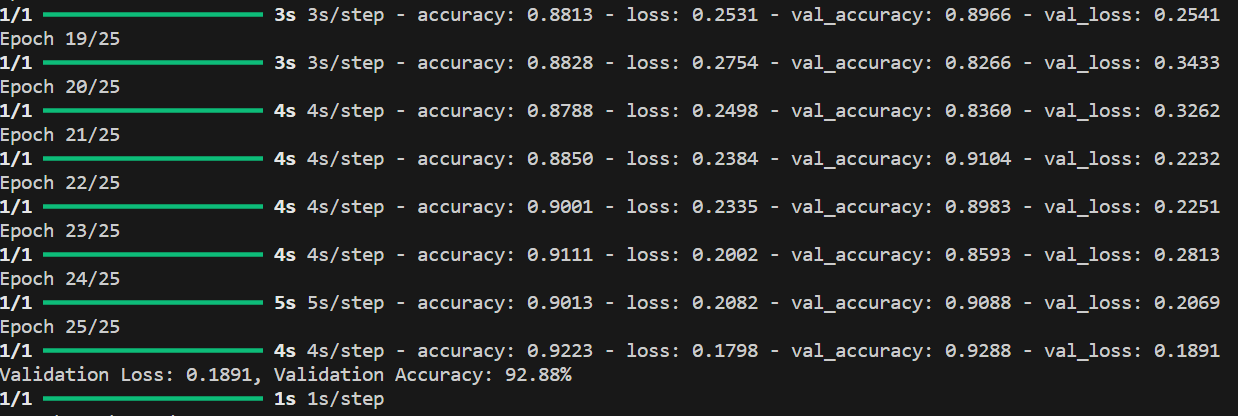 1/1 ━━━━━━━━━━━━━━━━━━━━ 3s 3s/step - accuracy: 0.8813 - loss: 0.2531 - val_accuracy: 0.8966 - val_loss: 0.2541
Epoch 19/25
1/1 ━━━━━━━━━━━━━━━━━━━━ 3s 3s/step - accuracy: 0.8828 - loss: 0.2754 - val_accuracy: 0.8266 - val_loss: 0.3433
Epoch 20/25
1/1 ━━━━━━━━━━━━━━━━━━━━ 4s 4s/step - accuracy: 0.8788 - loss: 0.2498 - val_accuracy: 0.8360 - val_loss: 0.3262
Epoch 21/25
1/1 ━━━━━━━━━━━━━━━━━━━━ 4s 4s/step - accuracy: 0.8850 - loss: 0.2384 - val_accuracy: 0.9104 - val_loss: 0.2232
Epoch 22/25
1/1 ━━━━━━━━━━━━━━━━━━━━ 4s 4s/step - accuracy: 0.9001 - loss: 0.2335 - val_accuracy: 0.8983 - val_loss: 0.2251
Epoch 23/25
1/1 ━━━━━━━━━━━━━━━━━━━━ 4s 4s/step - accuracy: 0.9111 - loss: 0.2002 - val_accuracy: 0.8593 - val_loss: 0.2813
Epoch 24/25
1/1 ━━━━━━━━━━━━━━━━━━━━ 5s 5s/step - accuracy: 0.9013 - loss: 0.2082 - val_accuracy: 0.9088 - val_loss: 0.2069
Epoch 25/25
1/1 ━━━━━━━━━━━━━━━━━━━━ 4s 4s/step - accuracy: 0.9223 - loss: 0.1798 - val_accuracy: 0.9288 - val_loss: 0.1891
Validation Loss: 0.1891, Validation Accuracy: 92.88%
1/1 ━━━━━━━━━━━━━━━━━━━━ 1s 1s/step